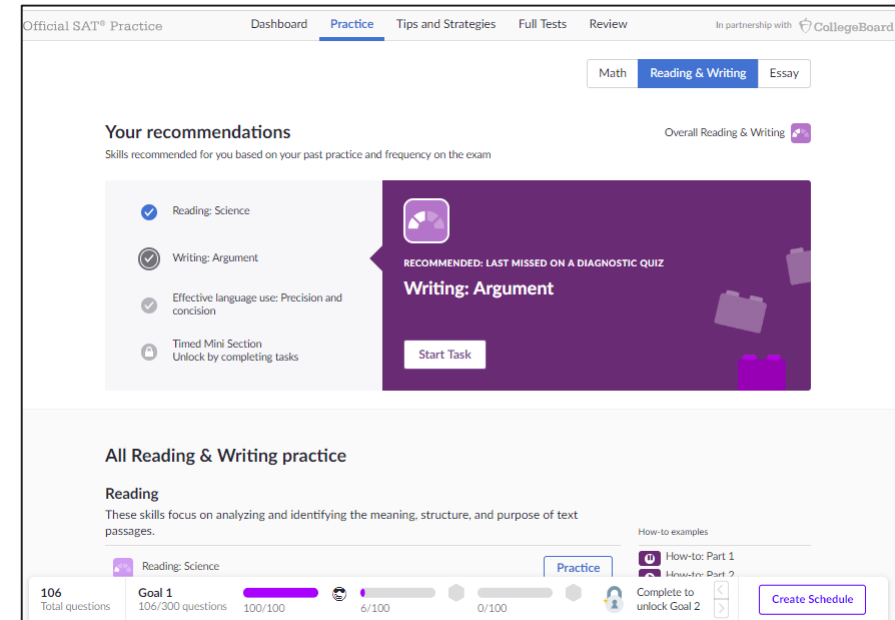 Official SAT® Practice
Dashboard
Practice
Tips and Strategies
Full Tests
Review
In partnership with CollegeBoard
Math
Reading & Writing
Essay
Your recommendations
Overall Reading & Writing
Skills recommended for you based on your past practice and frequency on the exam
Reading: Science
Writing: Argument
Effective language use: Precision and
concision
Timed Mini Section
Unlock by completing tasks
RECOMMENDED: LAST MISSED ON A DIAGNOSTIC QUIZ
Writing: Argument
Start Task
All Reading & Writing practice
Reading
These skills focus on analyzing and identifying the meaning, structure, and purpose of text
passages.
How-to examples
Reading: Science
Practice
How-to: Part 1
How-to: Part 2
106
Total questions
Goal 1
106/300 questions
100/100
6/100
0/100
Complete to
unlock Goal 2
Create Schedule